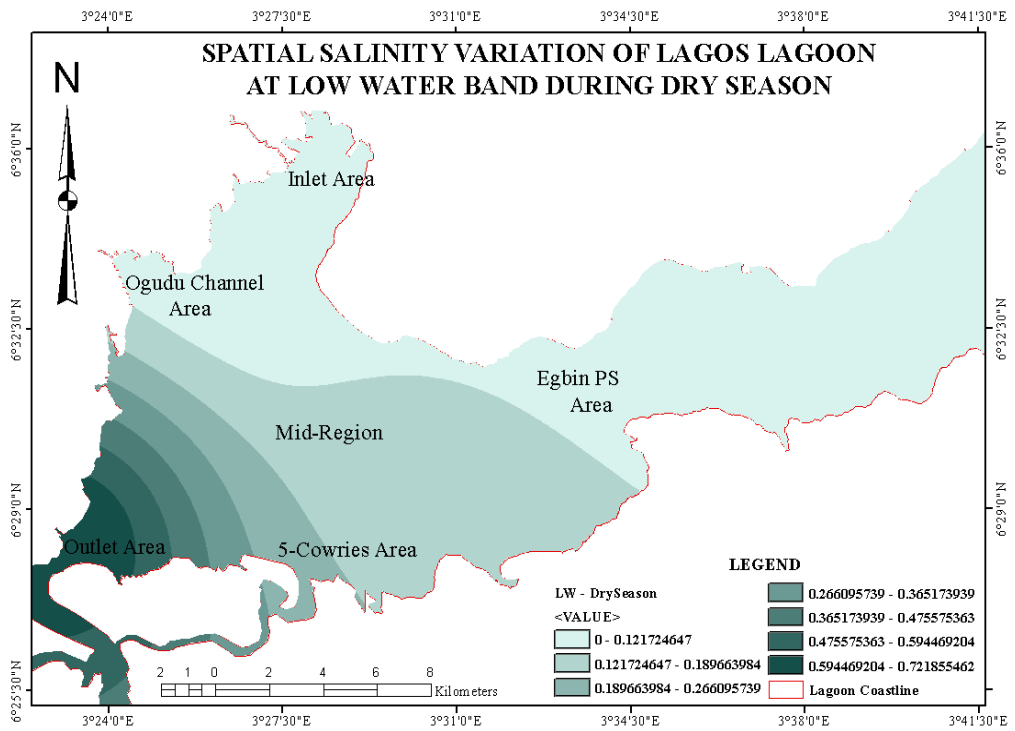 3°24'0"E 3°27'30"E 3°31'0"E 3°34'30"E 3°38'0"E 3°41'30"E
SPATIAL SALINITY VARIATION OF LAGOS LAGOON
AT LOW WATER BAND DURING DRY SEASON
N
6°36'0"N 6°36'0"N
Inlet Area
Ogudu Channel
Area
6°32'30"N 6°32'30"N
Egbin PS
Area
Mid-Region
6°29'0"N 6°29'0"N
Outlet Area
5-Cowries Area
LEGEND
LW - DrySeason
<VALUE>
0 - 0.121724647
0.121724647 - 0.189663984
0.189663984 - 0.266095739
0.266095739 - 0.365173939
0.365173939 - 0.475575363
0.475575363 - 0.594469204
0.594469204 - 0.721855462
Lagoon Coastline
2 1 0 2 4 6 8
Kilometers
6°25'30"N 6°25'30"N
3°24'0"E 3°27'30"E 3°31'0"E 3°34'30"E 3°38'0"E 3°41'30"E